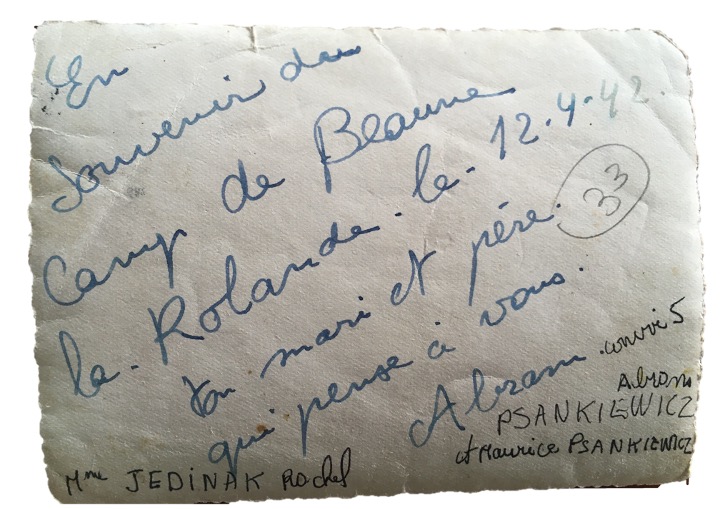 En
Souvenir du
Camp de Beaune
la. Rolande. le. 12.4.42.
33
Ton mari et père.
qui pense à vous.
Abram. convoi 5
Abram
PSANKIEWICZ
et Maurice PSANKIEWICZ
Mme JEDINAK Rachel